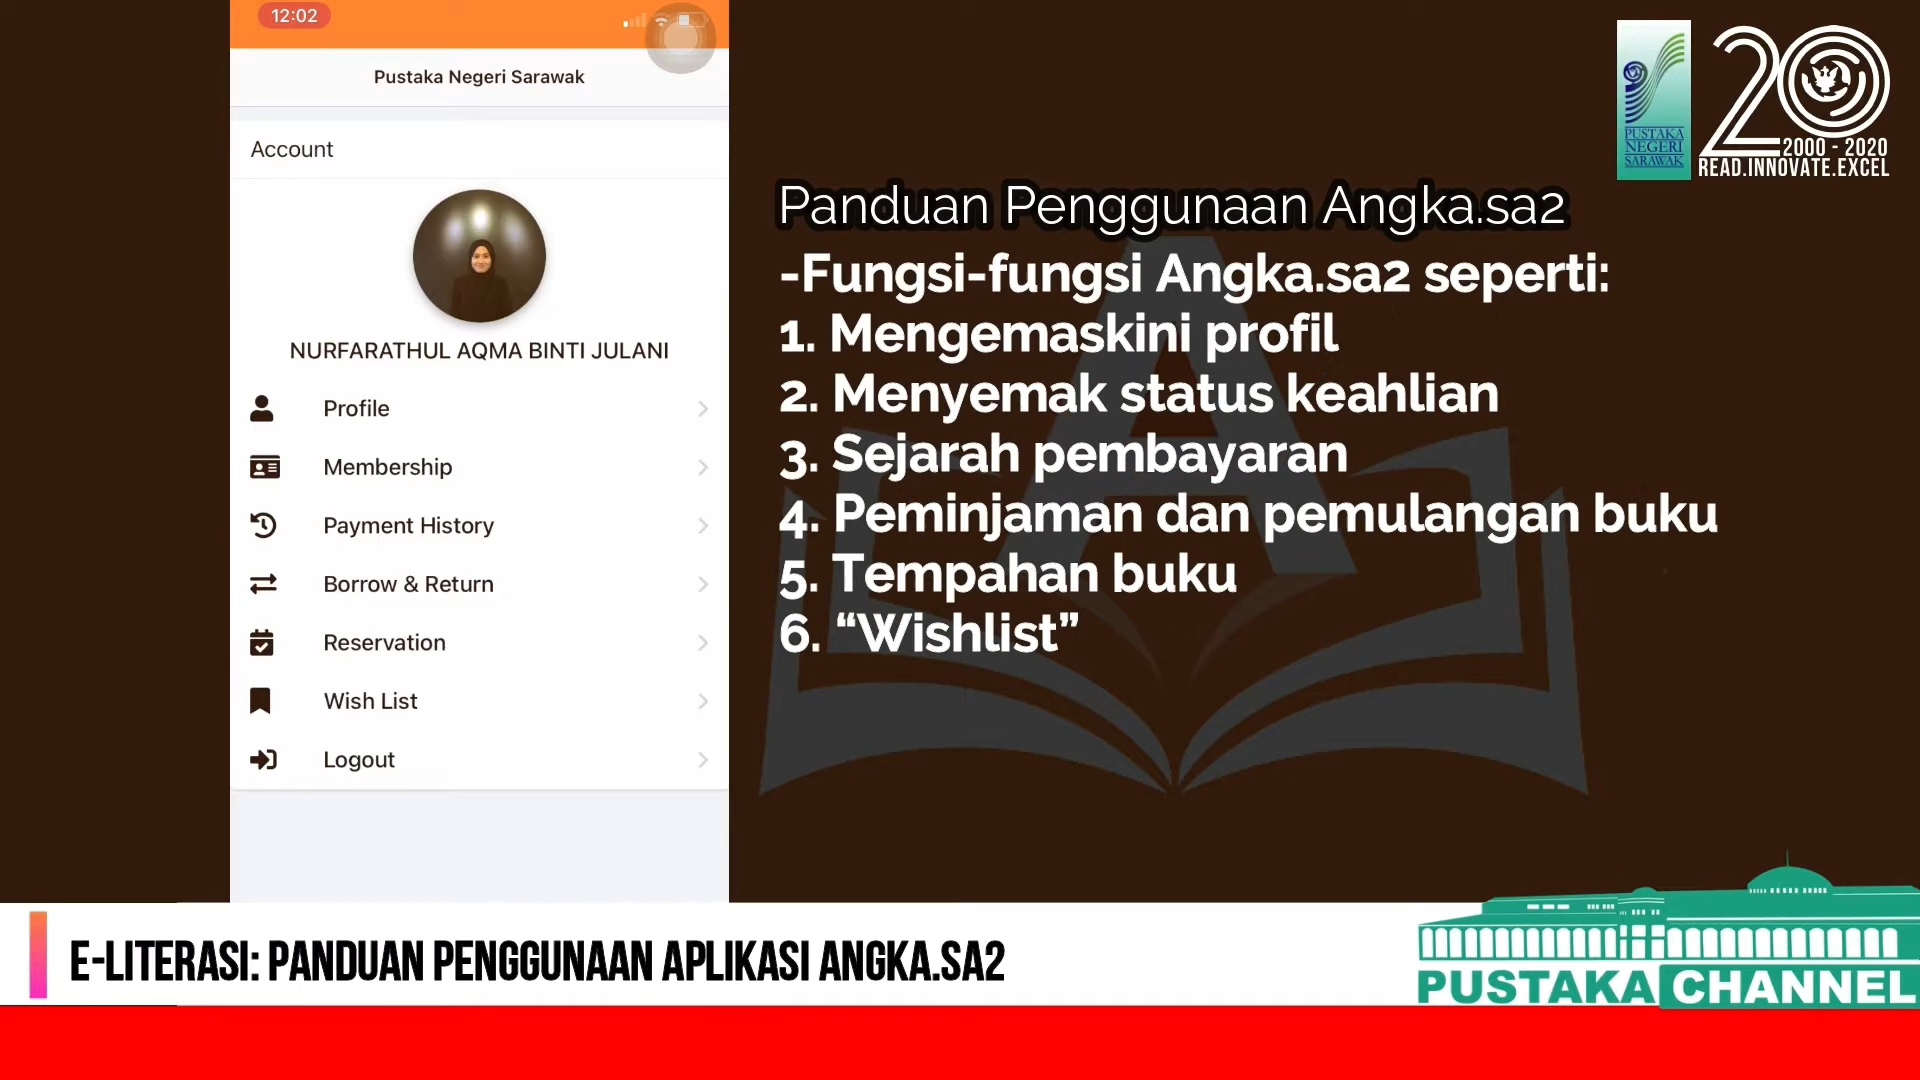 12:02
Pustaka Negeri Sarawak
Account
NURFARATHUL AQMA BINTI JULANI
Profile
Membership
Payment History
Borrow & Return
Reservation
Wish List
Logout
PUSTAKA
NEGERI
SARAWAK
20
2000 - 2020
READ.INNOVATE.EXCEL
Panduan Penggunaan Angka.sa2
-Fungsi-fungsi Angka.sa2 seperti:
1. Mengemaskini profil
2. Menyemak status keahlian
3. Sejarah pembayaran
4. Peminjaman dan pemulangan buku
5. Tempahan buku
6. “Wishlist”
E-LITERASI: PANDUAN PENGGUNAAN APLIKASI ANGKA.SA2
PUSTAKA CHANNEL